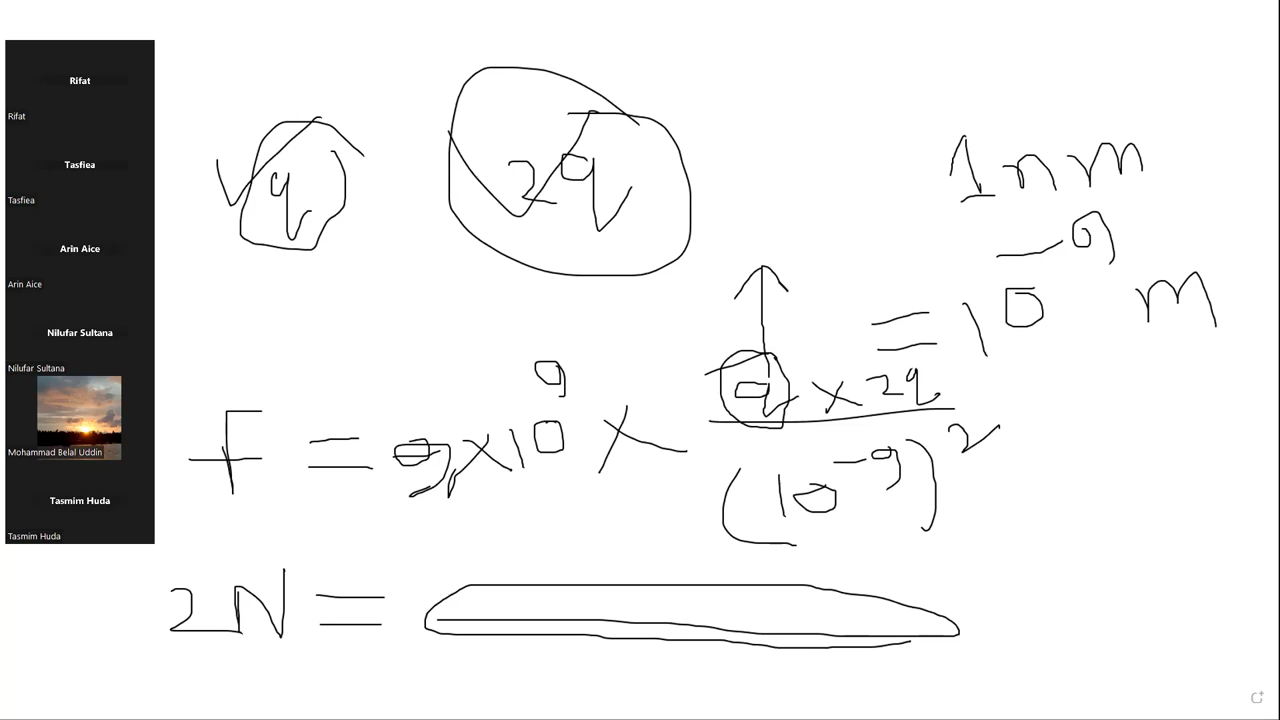 Rifat
Rifat
Tasfiea
Tasfiea
Arin Aice
Arin Aice
Nilufar Sultana
Nilufar Sultana
Mohammad Belal Uddin
Tasmim Huda
Tasmim Huda
q 2q
1nm
= 10^-9 m
F = 9×10^9 × q × 2q / (10^-9)^2
2N =